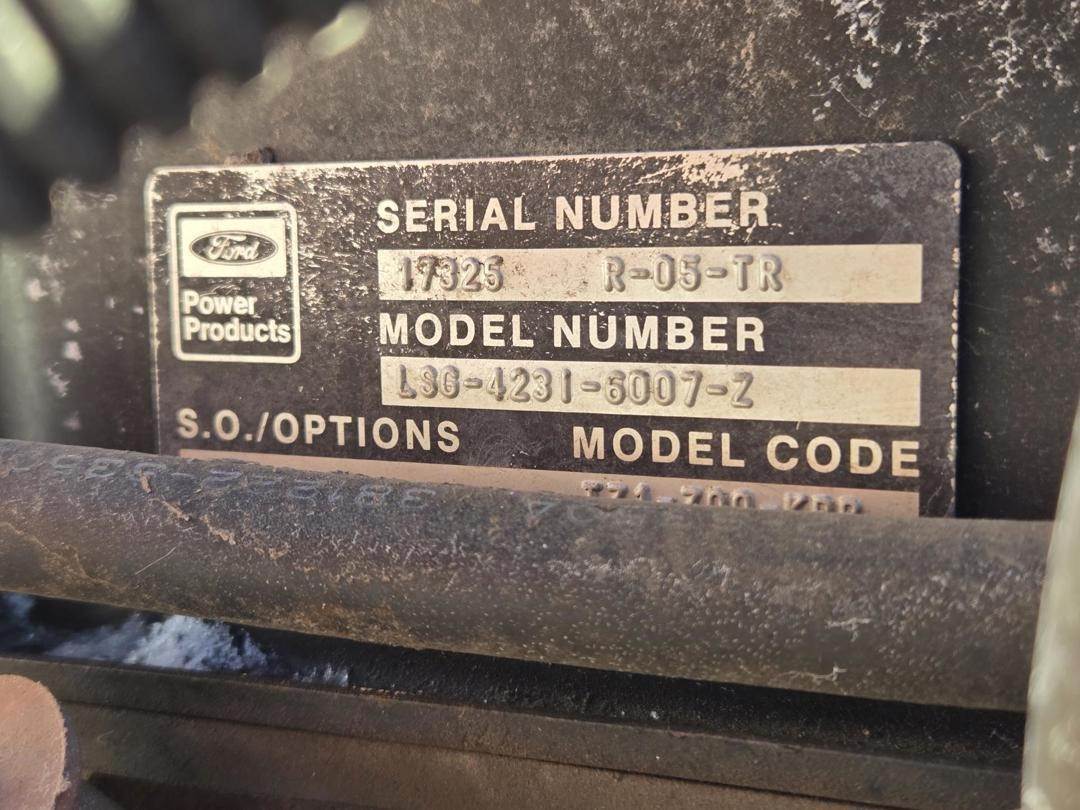 SERIAL NUMBER
Ford
Power
Products
17325 R-05-TR
MODEL NUMBER
LSG-4231-6007-Z
S.O./OPTIONS MODEL CODE